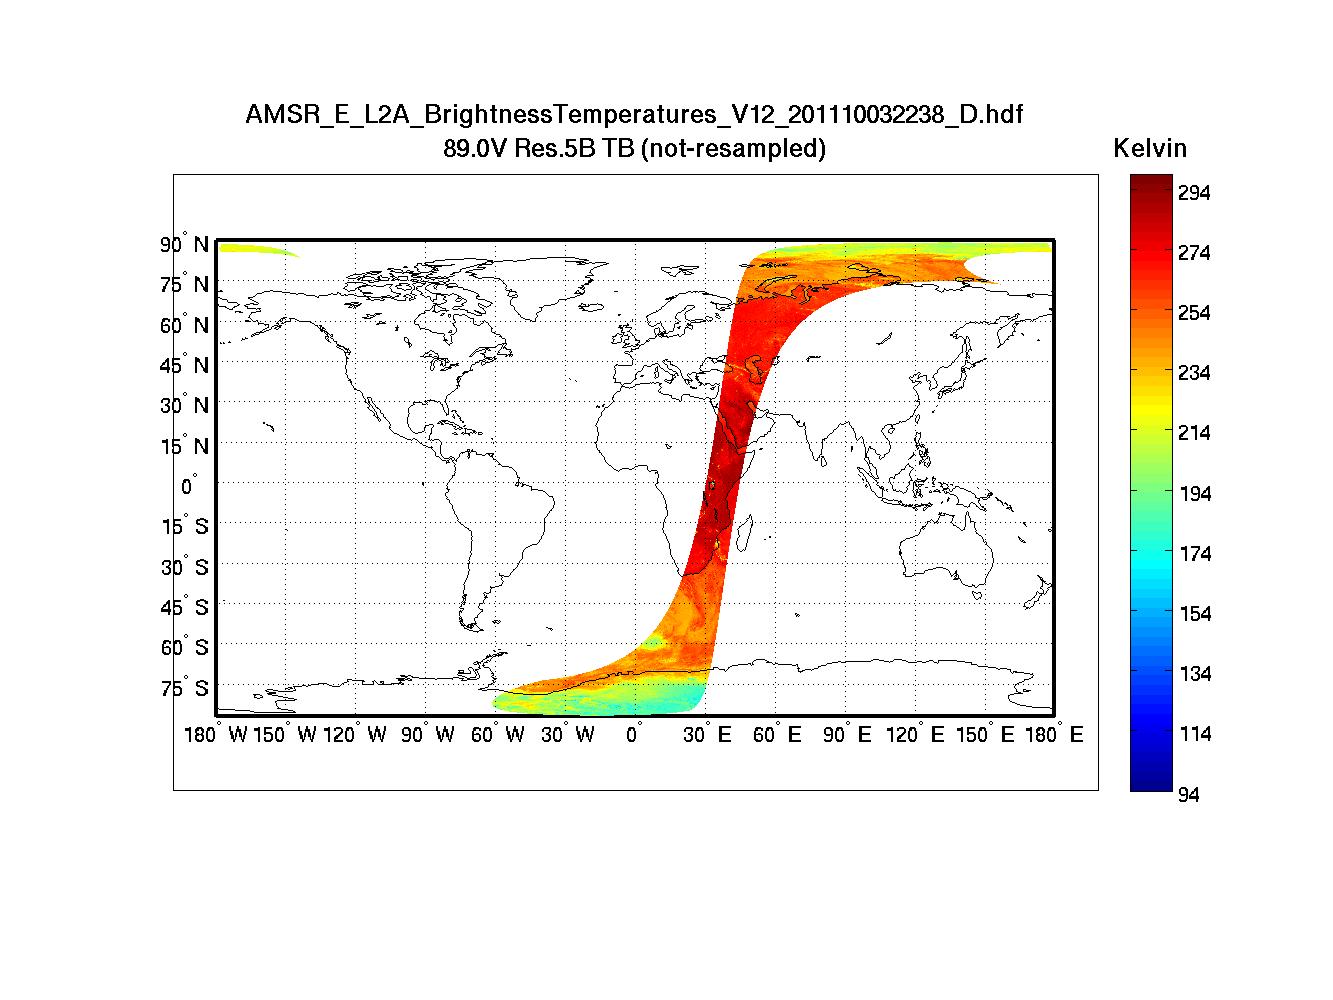 AMSR_E_L2A_BrightnessTemperatures_V12_201110032238_D.hdf
89.0V Res.5B TB (not-resampled)
Kelvin
90° N
75° N
60° N
45° N
30° N
15° N
0°
15° S
30° S
45° S
60° S
75° S
180° W 150° W 120° W 90° W 60° W 30° W 0° 30° E 60° E 90° E 120° E 150° E 180° E
294
274
254
234
214
194
174
154
134
114
94